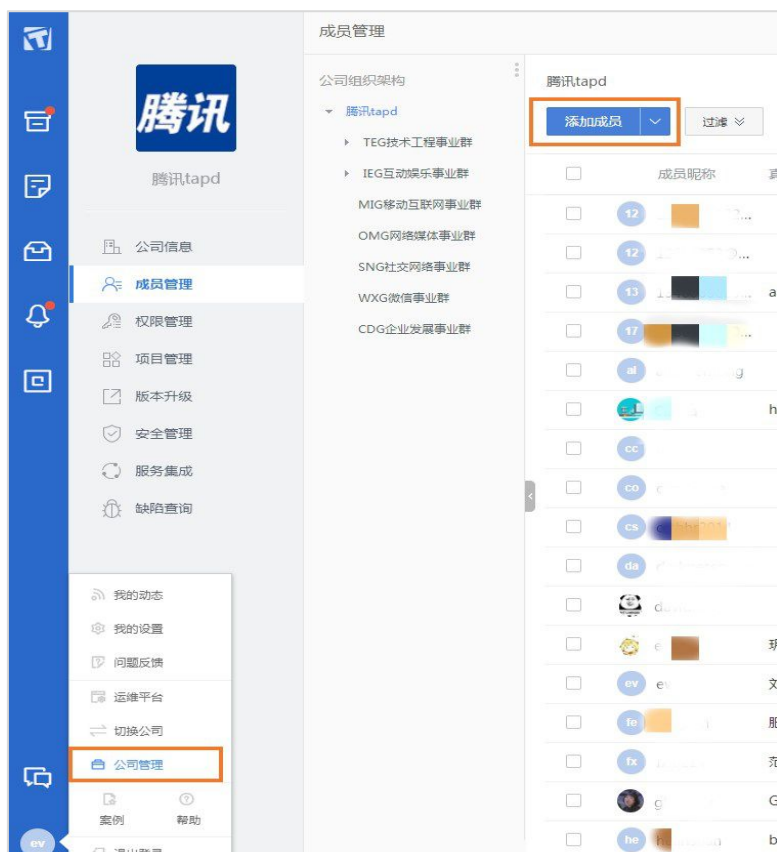 成员管理
腾讯
腾讯tapd
公司信息
成员管理
权限管理
项目管理
版本升级
安全管理
服务集成
缺陷查询
我的动态
我的设置
问题反馈
运维平台
切换公司
公司管理
案例
帮助
退出登录
ev
公司组织架构
腾讯tapd
TEG技术工程事业群
IEG互动娱乐事业群
MIG移动互联网事业群
OMG网络媒体事业群
SNG社交网络事业群
WXG微信事业群
CDG企业发展事业群
腾讯tapd
添加成员
过滤
成员昵称
12
12
13
a
17
al
g
h
cc
co
cs
da
d
e
ev
e
文
fe
服
fx
范
g
G
he
h
b